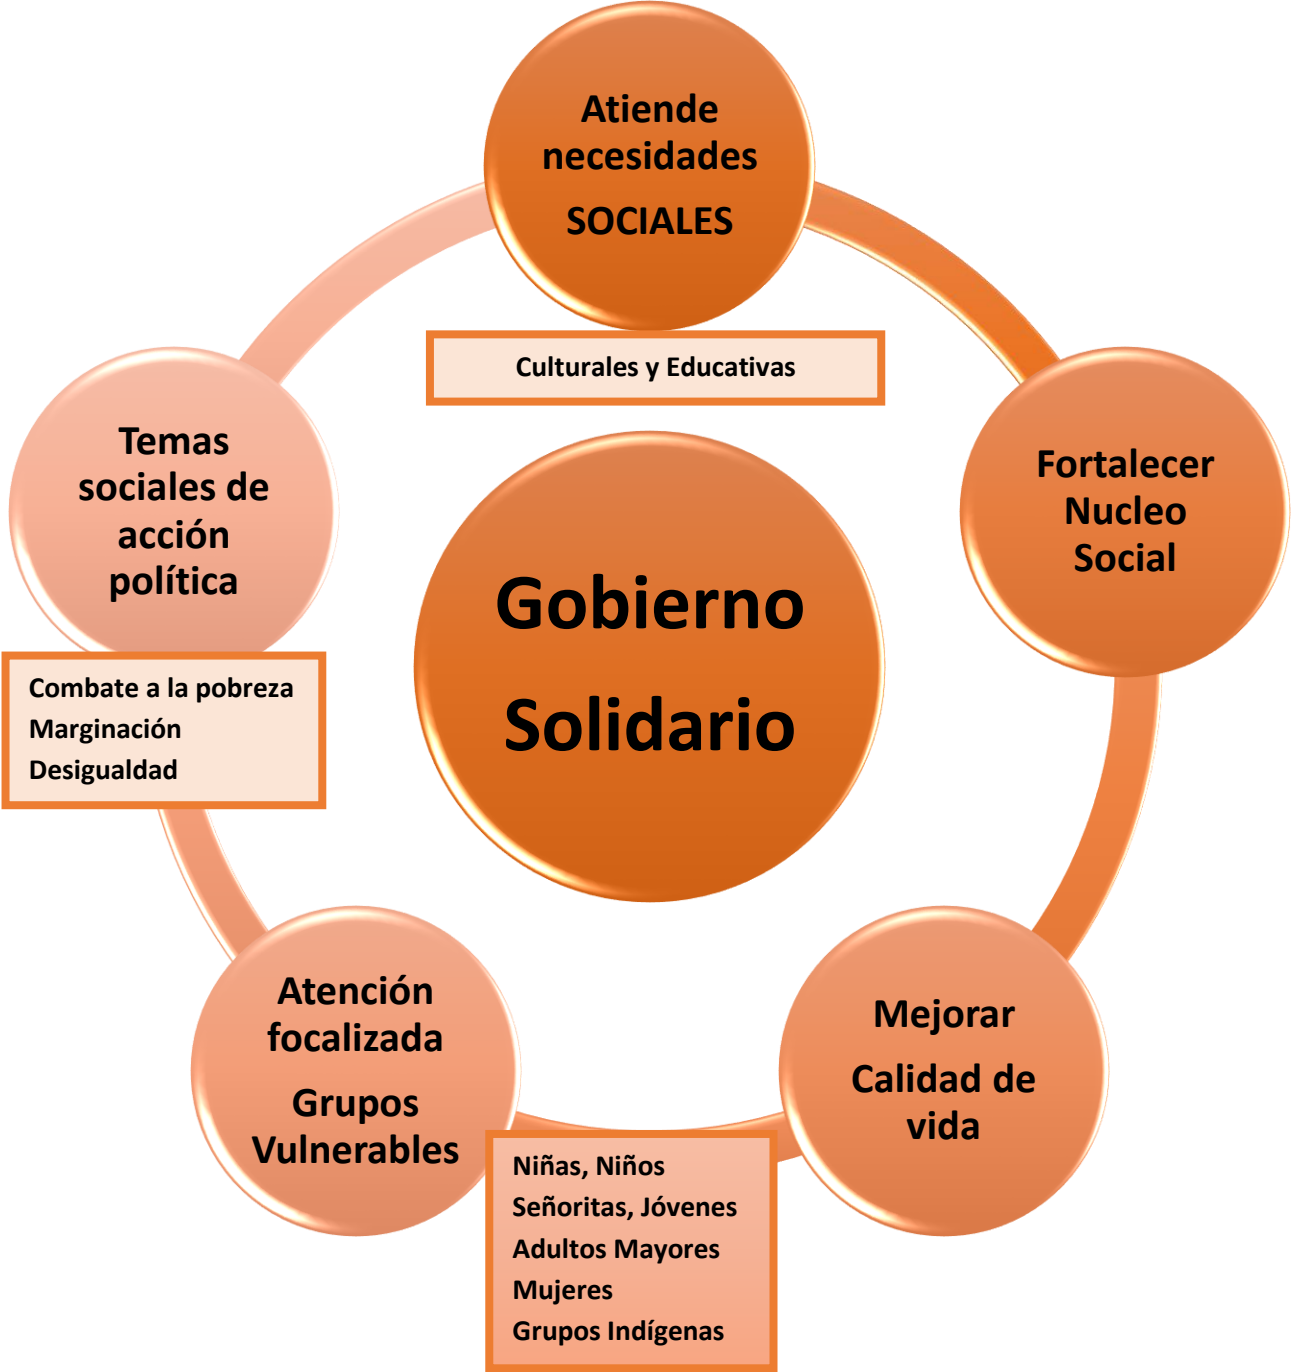 Atiende
necesidades
SOCIALES
Culturales y Educativas
Fortalecer
Nucleo
Social
Temas
sociales de
acción
política
Combate a la pobreza
Marginación
Desigualdad
Gobierno
Solidario
Mejorar
Calidad de
vida
Atención
focalizada
Grupos
Vulnerables
Niñas, Niños
Señoritas, Jóvenes
Adultos Mayores
Mujeres
Grupos Indígenas